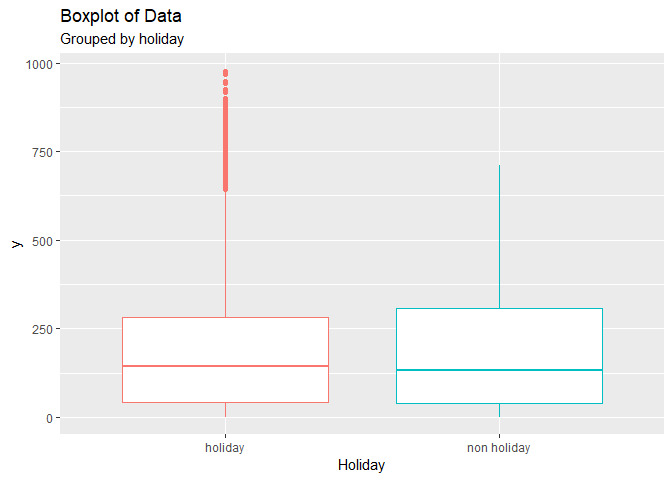 Boxplot of Data
Grouped by holiday
1000
750
500
250
0
y
holiday
non holiday
Holiday